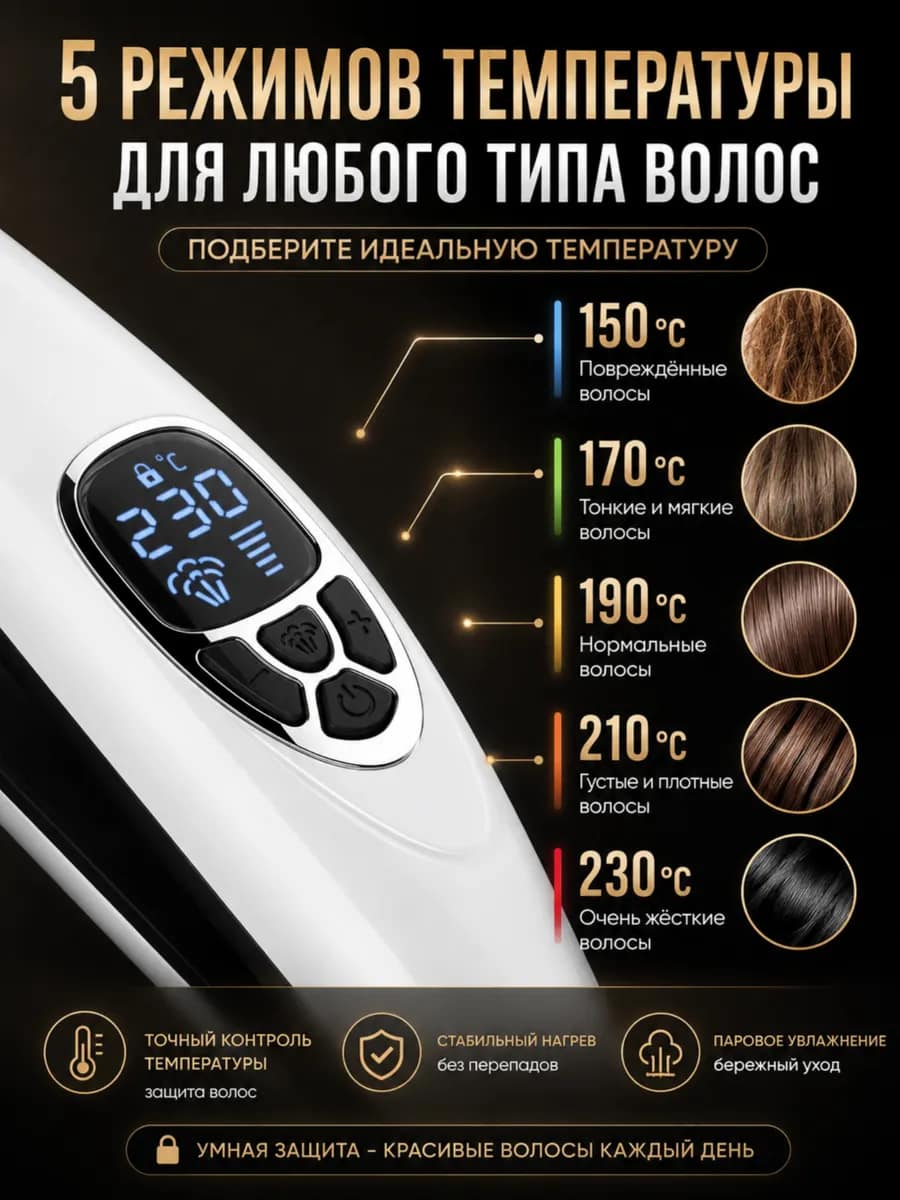 5 РЕЖИМОВ ТЕМПЕРАТУРЫ
ДЛЯ ЛЮБОГО ТИПА ВОЛОС
ПОДБЕРИТЕ ИДЕАЛЬНУЮ ТЕМПЕРАТУРУ
150 °C
Повреждённые
волосы
170 °C
Тонкие и мягкие
волосы
190 °C
Нормальные
волосы
210 °C
Густые и плотные
волосы
230 °C
Очень жёсткие
волосы
°C
230
ТОЧНЫЙ КОНТРОЛЬ
ТЕМПЕРАТУРЫ
защита волос
СТАБИЛЬНЫЙ НАГРЕВ
без перепадов
ПАРОВОЕ УВЛАЖНЕНИЕ
бережный уход
УМНАЯ ЗАЩИТА - КРАСИВЫЕ ВОЛОСЫ КАЖДЫЙ ДЕНЬ